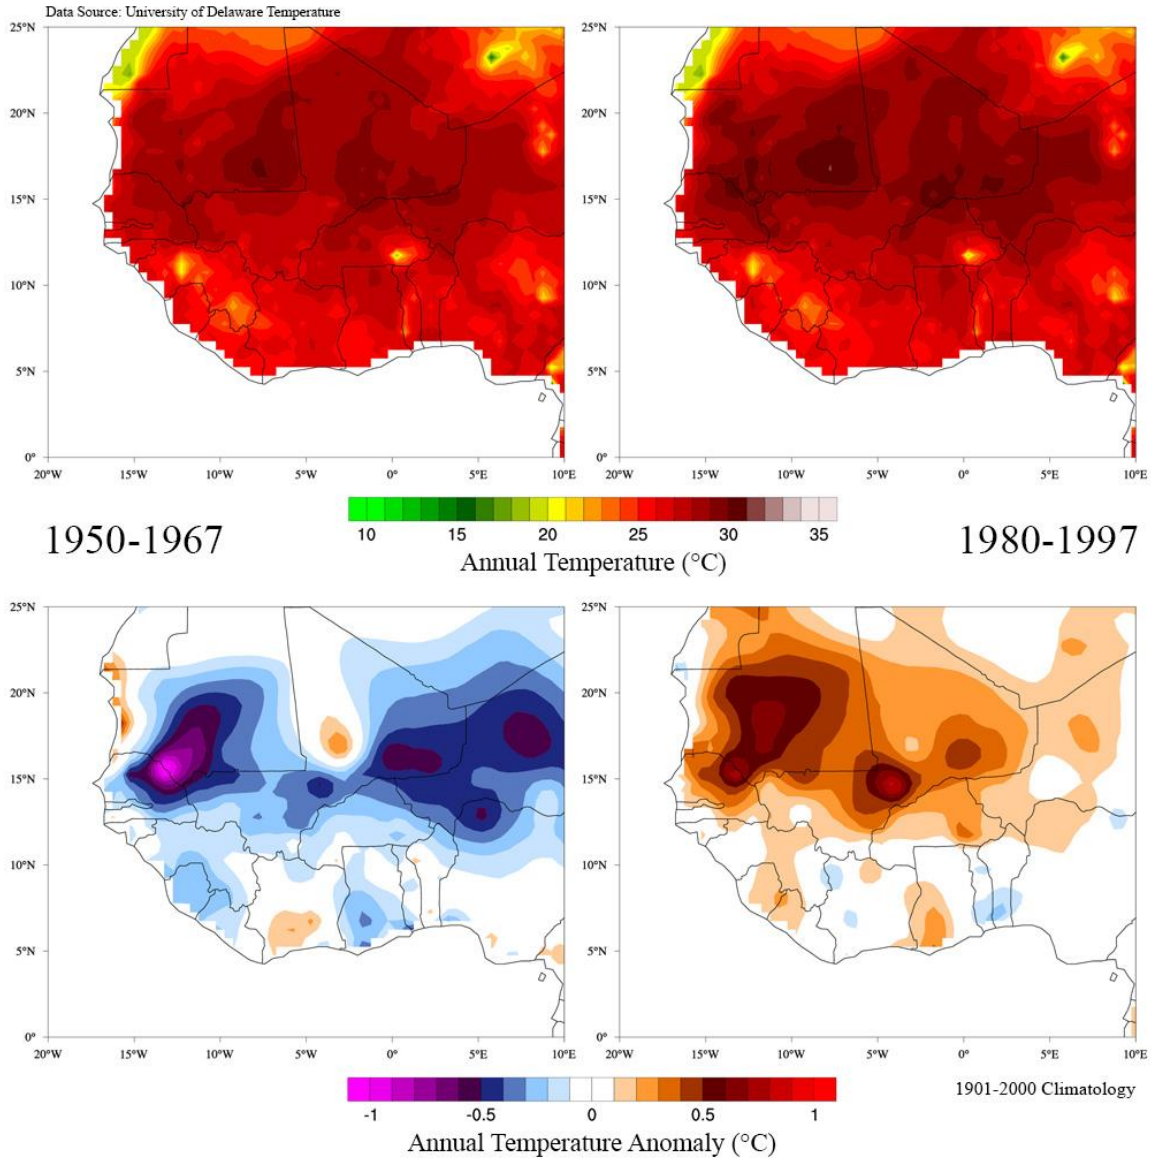 Data Source: University of Delaware Temperature
25°N
20°N
15°N
10°N
5°N
0°
20°W
15°W
10°W
5°W
0°
5°E
10°E
25°N
20°N
15°N
10°N
5°N
0°
20°W
15°W
10°W
5°W
0°
5°E
10°E
10 15 20 25 30 35
Annual Temperature (°C)
1950-1967
1980-1997
25°N
20°N
15°N
10°N
5°N
0°
20°W
15°W
10°W
5°W
0°
5°E
10°E
25°N
20°N
15°N
10°N
5°N
0°
20°W
15°W
10°W
5°W
0°
5°E
10°E
-1 -0.5 0 0.5 1
Annual Temperature Anomaly (°C)
1901-2000 Climatology